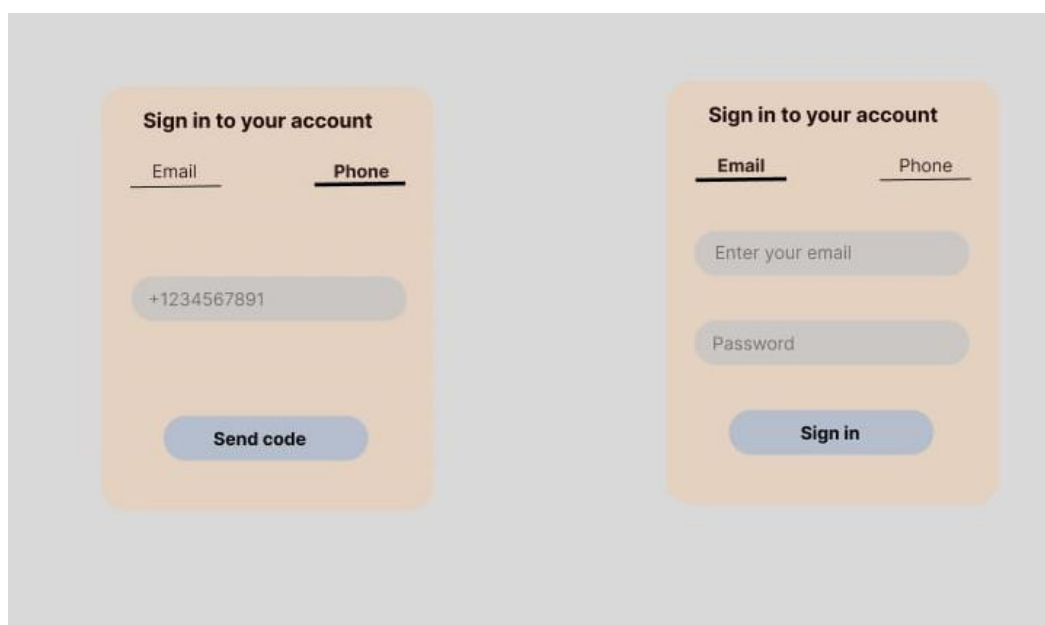 Sign in to your account
Email Phone
+1234567891
Send code
Sign in to your account
Email Phone
Enter your email
Password
Sign in